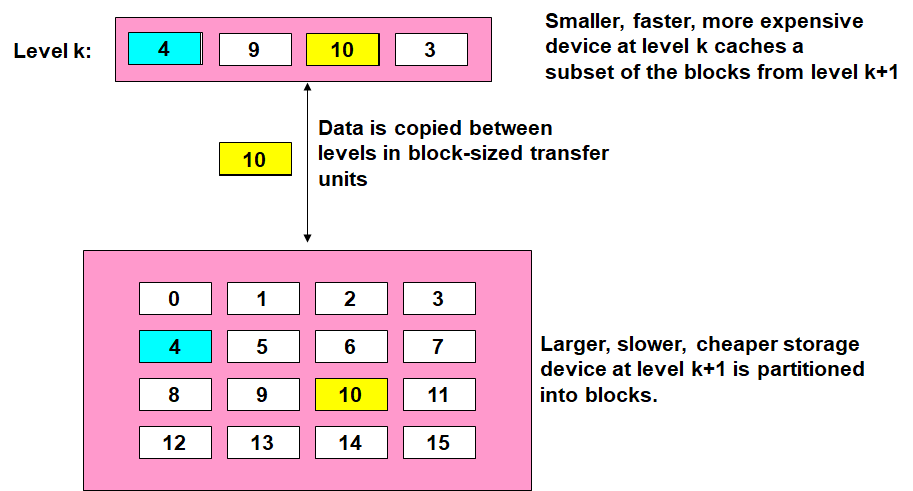 Smaller, faster, more expensive
device at level k caches a
subset of the blocks from level k+1
Level k:
4 9 10 3
Data is copied between
levels in block-sized transfer
units
10
0 1 2 3
4 5 6 7
8 9 10 11
12 13 14 15
Larger, slower, cheaper storage
device at level k+1 is partitioned
into blocks.